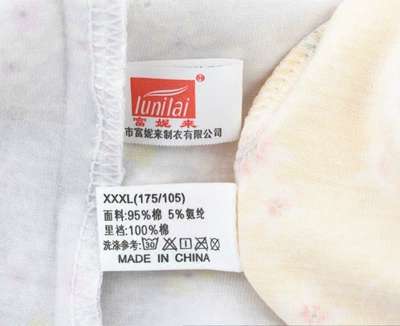 lunilai
富妮来
市富妮来制衣有限公司
XXXL(175/105)
面料:95%棉 5%氨纶
里裆:100%棉
洗涤参考: 30
MADE IN CHINA